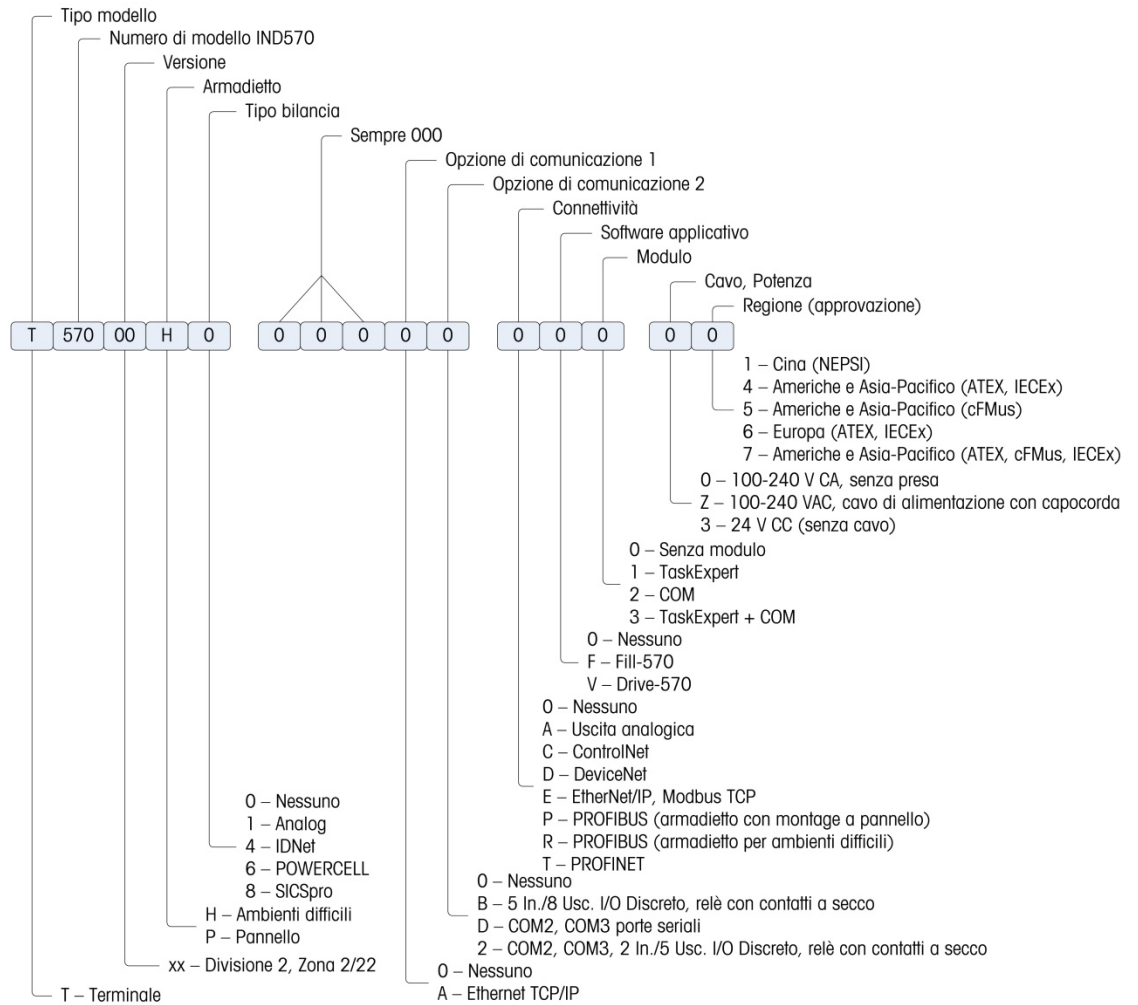 Tipo modello
Numero di modello IND570
Versione
Armadietto
Tipo bilancia
Sempre 000
Opzione di comunicazione 1
Opzione di comunicazione 2
Connettività
Software applicativo
Modulo
Cavo, Potenza
Regione (approvazione)
T 570 00 H 0 0 0 0 0 0 0 0 0 0 0
1 – Cina (NEPSI)
4 – Americhe e Asia-Pacifico (ATEX, IECEx)
5 – Americhe e Asia-Pacifico (cFMus)
6 – Europa (ATEX, IECEx)
7 – Americhe e Asia-Pacifico (ATEX, cFMus, IECEx)
0 – 100-240 V CA, senza presa
Z – 100-240 VAC, cavo di alimentazione con capocorda
3 – 24 V CC (senza cavo)
0 – Senza modulo
1 – TaskExpert
2 – COM
3 – TaskExpert + COM
0 – Nessuno
F – Fill-570
V – Drive-570
0 – Nessuno
A – Uscita analogica
C – ControlNet
D – DeviceNet
E – EtherNet/IP, Modbus TCP
P – PROFIBUS (armadietto con montage a pannello)
R – PROFIBUS (armadietto per ambienti difficili)
T – PROFINET
0 – Nessuno
1 – Analog
4 – IDNet
6 – POWERCELL
8 – SICSpro
0 – Nessuno
B – 5 In./8 Usc. I/O Discreto, relè con contatti a secco
D – COM2, COM3 porte seriali
2 – COM2, COM3, 2 In./5 Usc. I/O Discreto, relè con contatti a secco
H – Ambienti difficili
P – Pannello
xx – Divisione 2, Zona 2/22
0 – Nessuno
A – Ethernet TCP/IP
T – Terminale